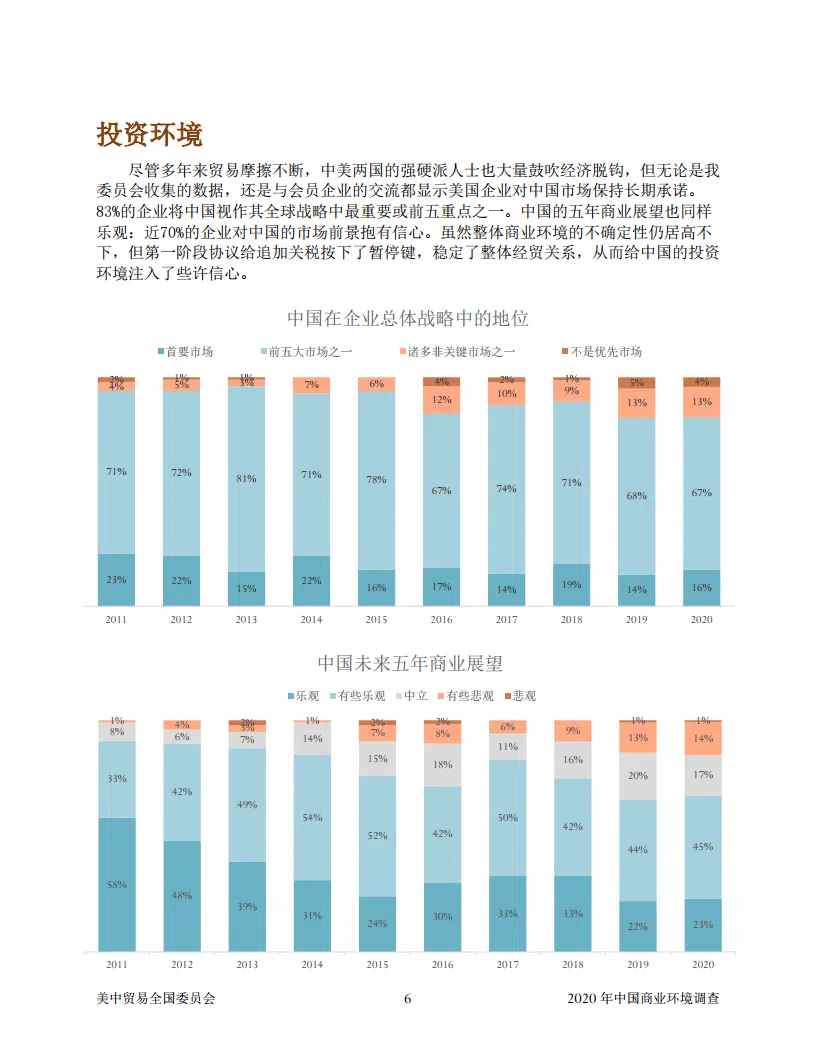 投资环境
尽管多年来贸易摩擦不断，中美两国的强硬派人士也大量鼓吹经济脱钩，但无论是我
委员会收集的数据，还是与会员企业的交流都显示美国企业对中国市场保持长期承诺。
83%的企业将中国视作其全球战略中最重要或前五重点之一。中国的五年商业展望也同样
乐观：近70%的企业对中国的市场前景抱有信心。虽然整体商业环境的不确定性仍居高不
下，但第一阶段协议给追加关税按下了暂停键，稳定了整体经贸关系，从而给中国的投资
环境注入了些许信心。
中国在企业总体战略中的地位
首要市场 前五大市场之一 诸多非关键市场之一 不是优先市场
2% 1% 1% 4% 2% 1% 5% 4%
4% 5% 3% 7% 6% 12% 10% 9% 13% 13%
71% 72% 81% 71% 78% 67% 74% 71% 68% 67%
23% 22% 15% 22% 16% 17% 14% 19% 14% 16%
2011 2012 2013 2014 2015 2016 2017 2018 2019 2020
中国未来五年商业展望
乐观 有些乐观 中立 有些悲观 悲观
2% 2% 2% 1% 1%
1% 4% 3% 1% 7% 8% 6% 9% 13% 14%
8% 6% 7% 14% 15% 18% 11% 16% 20% 17%
33% 42% 49% 54% 52% 42% 50% 42% 44% 45%
58% 48% 39% 31% 24% 30% 33% 33% 22% 23%
2011 2012 2013 2014 2015 2016 2017 2018 2019 2020
美中贸易全国委员会 6 2020 年中国商业环境调查